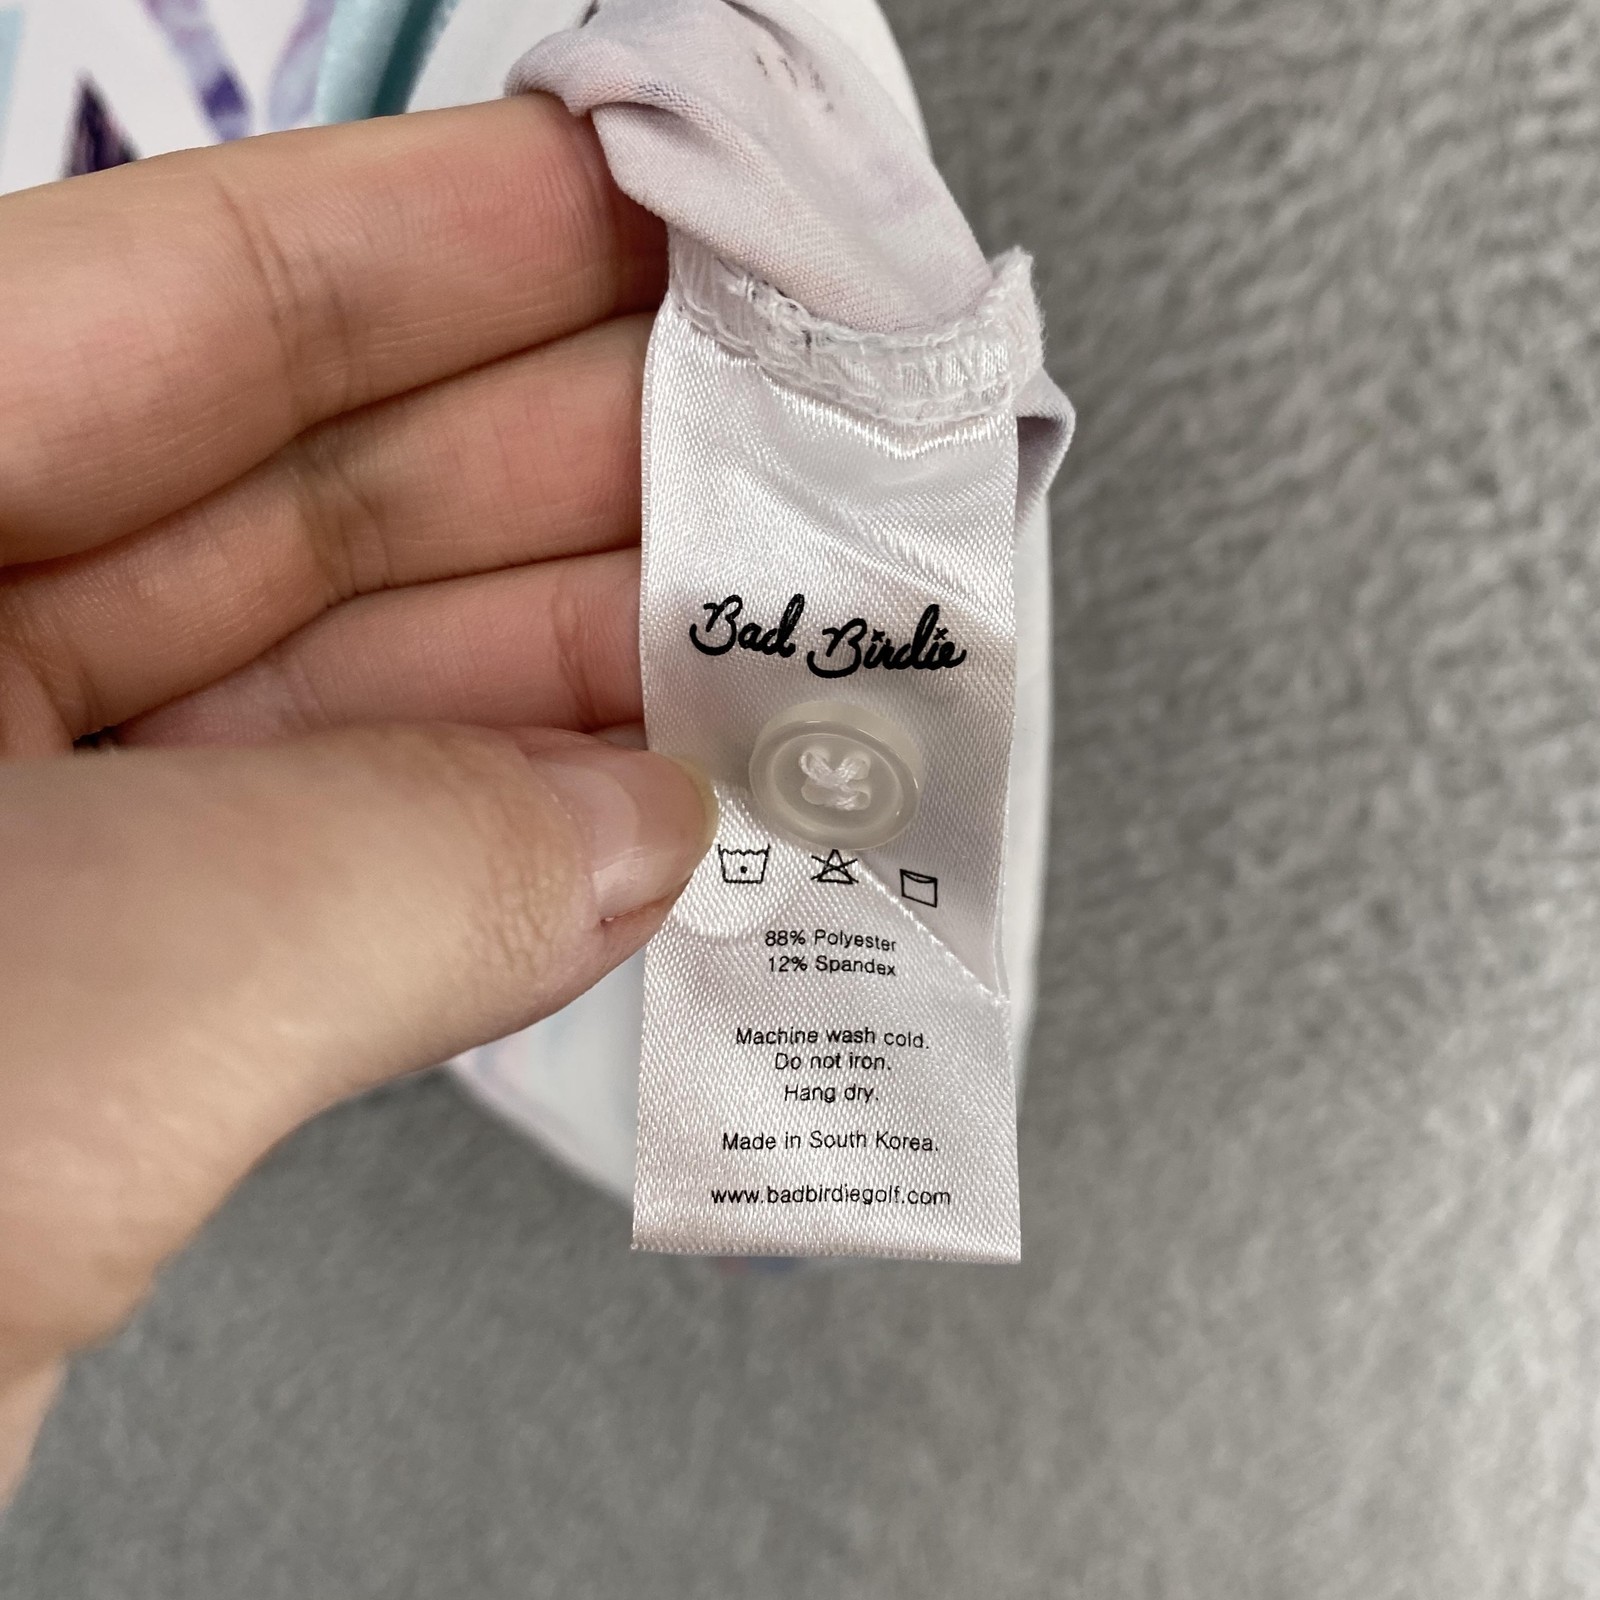 Bad Birdie
88% Polyester
12% Spandex
Machine wash cold.
Do not iron.
Hang dry.
Made in South Korea.
www.badbirdiegolf.com